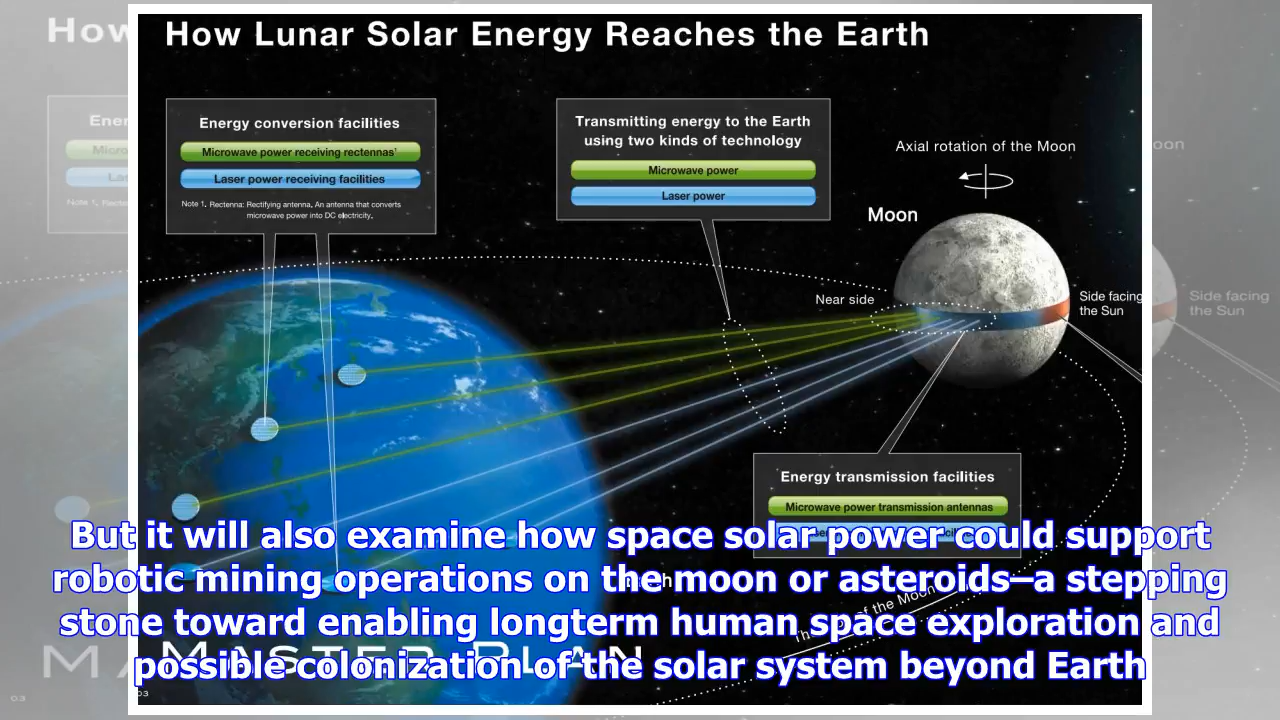 How Lunar Solar Energy Reaches the Earth
Energy conversion facilities
Microwave power receiving rectennas¹
Laser power receiving facilities
Note 1. Rectenna: Rectifying antenna, An antenna that converts
microwave power into DC electricity.
Transmitting energy to the Earth
using two kinds of technology
Microwave power
Laser power
Axial rotation of the Moon
Moon
Near side
Side facing
the Sun
Energy transmission facilities
Microwave power transmission antennas
of the Moon
MASTER PLAN
But it will also examine how space solar power could support
robotic mining operations on the moon or asteroids—a stepping
stone toward enabling longterm human space exploration and
possible colonization of the solar system beyond Earth